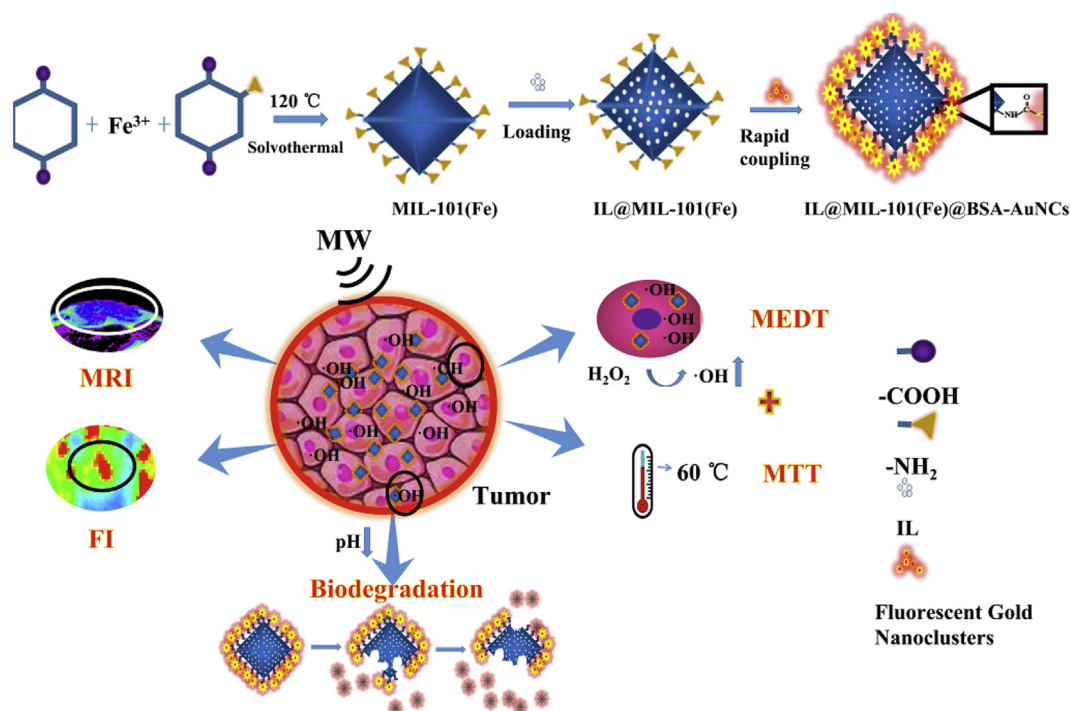 + Fe³⁺ +
120 ℃
Solvothermal
Loading
Rapid
coupling
O
NH C
MIL-101(Fe)
IL@MIL-101(Fe)
IL@MIL-101(Fe)@BSA-AuNCs
MW
MRI
FI
·OH
·OH
OH
·OH
·OH
·OH
·OH
·OH
·OH
·OH
·OH
Tumor
·OH
·OH
·OH
MEDT
H₂O₂
·OH
+
60 ℃
MTT
-COOH
-NH₂
IL
Fluorescent Gold
Nanoclusters
pH
Biodegradation